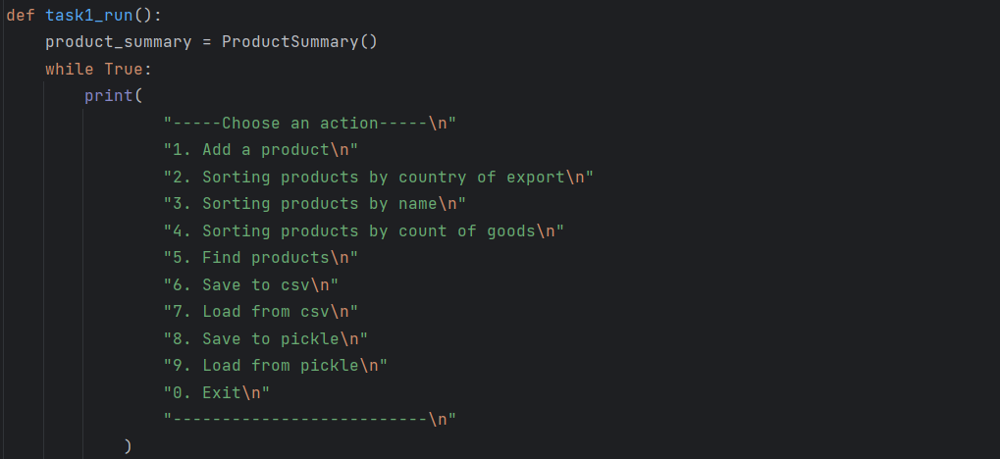 def task1_run():
    product_summary = ProductSummary()
    while True:
        print(
                "-----Choose an action-----\n"
                "1. Add a product\n"
                "2. Sorting products by country of export\n"
                "3. Sorting products by name\n"
                "4. Sorting products by count of goods\n"
                "5. Find products\n"
                "6. Save to csv\n"
                "7. Load from csv\n"
                "8. Save to pickle\n"
                "9. Load from pickle\n"
                "0. Exit\n"
                "--------------------------\n"
            )